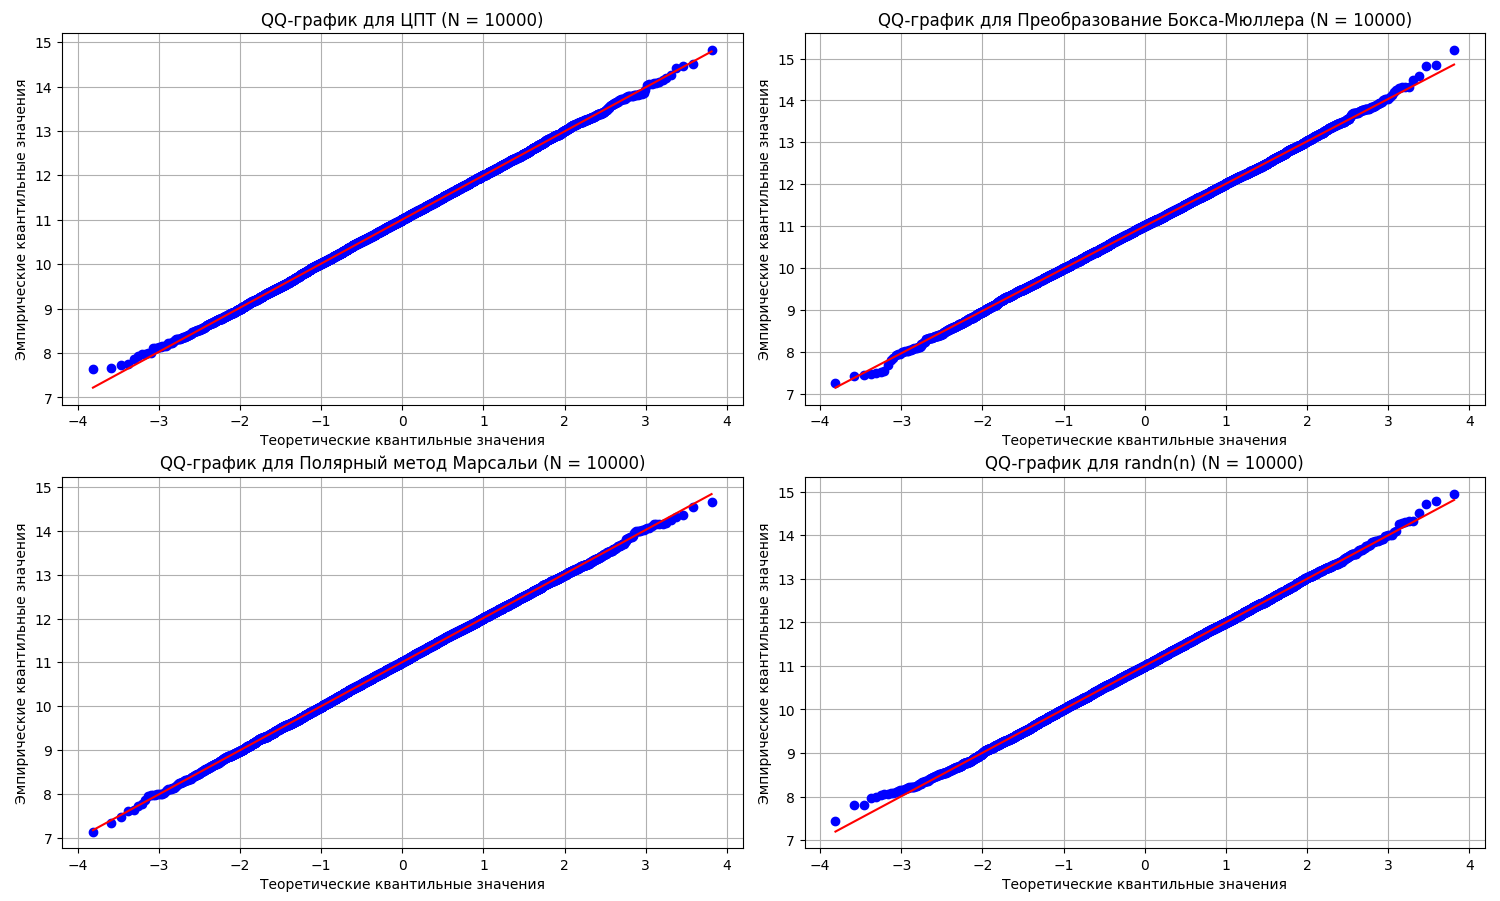 QQ-график для ЦПТ (N = 10000)
Эмпирические квантильные значения
15
14
13
12
11
10
9
8
7
−4 −3 −2 −1 0 1 2 3 4
Теоретические квантильные значения
QQ-график для Преобразование Бокса-Мюллера (N = 10000)
Эмпирические квантильные значения
15
14
13
12
11
10
9
8
7
−4 −3 −2 −1 0 1 2 3 4
Теоретические квантильные значения
QQ-график для Полярный метод Марсальи (N = 10000)
Эмпирические квантильные значения
15
14
13
12
11
10
9
8
7
−4 −3 −2 −1 0 1 2 3 4
Теоретические квантильные значения
QQ-график для randn(n) (N = 10000)
Эмпирические квантильные значения
15
14
13
12
11
10
9
8
7
−4 −3 −2 −1 0 1 2 3 4
Теоретические квантильные значения